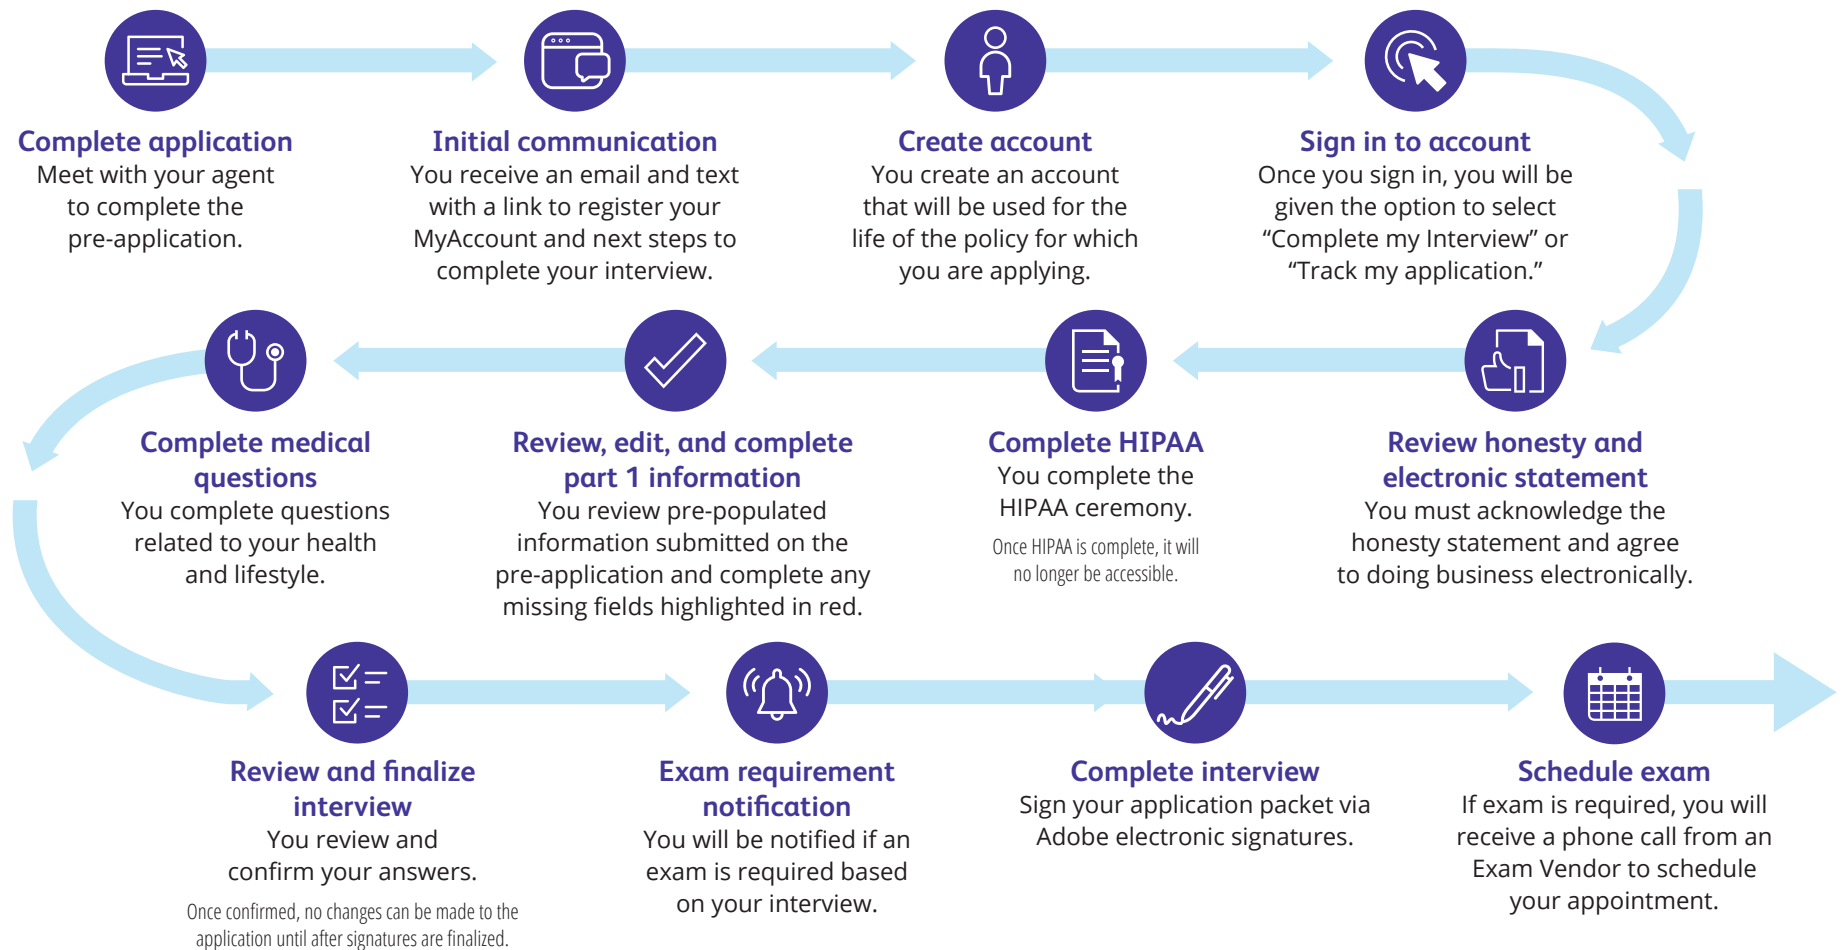 Complete application
Meet with your agent
to complete the
pre-application.
Initial communication
You receive an email and text
with a link to register your
MyAccount and next steps to
complete your interview.
Create account
You create an account
that will be used for the
life of the policy for which
you are applying.
Sign in to account
Once you sign in, you will be
given the option to select
“Complete my Interview” or
“Track my application.”
Review honesty and
electronic statement
You must acknowledge the
honesty statement and agree
to doing business electronically.
Complete HIPAA
You complete the
HIPAA ceremony.
Once HIPAA is complete, it will
no longer be accessible.
Review, edit, and complete
part 1 information
You review pre-populated
information submitted on the
pre-application and complete any
missing fields highlighted in red.
Complete medical
questions
You complete questions
related to your health
and lifestyle.
Review and finalize
interview
You review and
confirm your answers.
Once confirmed, no changes can be made to the
application until after signatures are finalized.
Exam requirement
notification
You will be notified if an
exam is required based
on your interview.
Complete interview
Sign your application packet via
Adobe electronic signatures.
Schedule exam
If exam is required, you will
receive a phone call from an
Exam Vendor to schedule
your appointment.